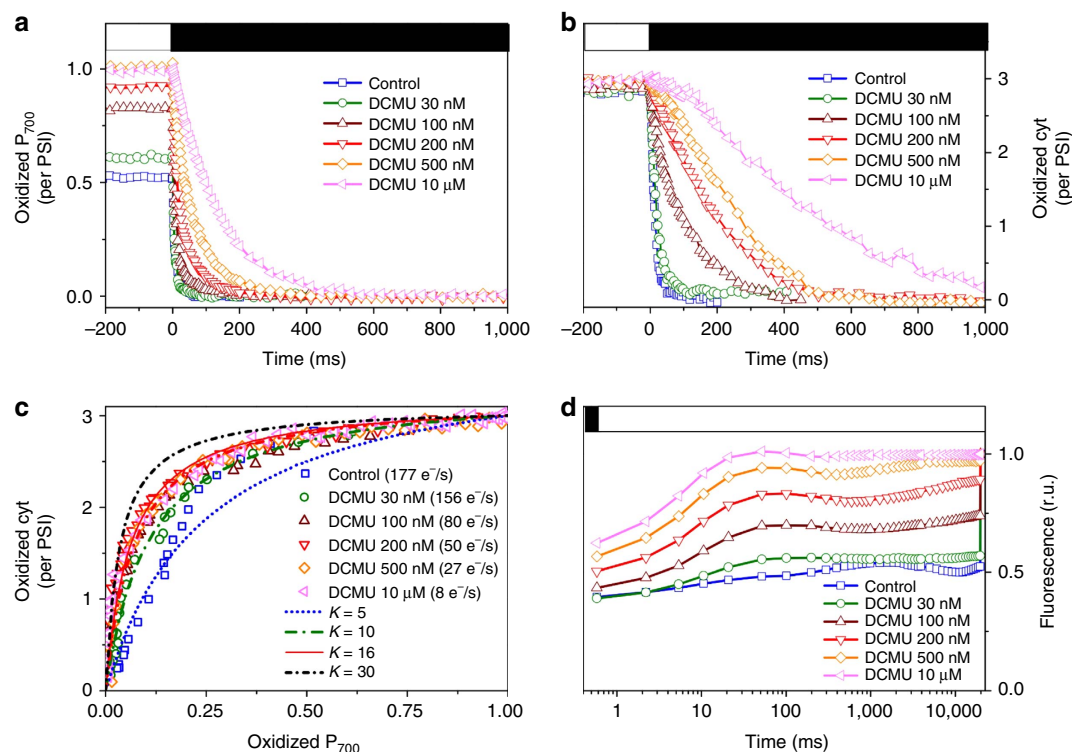 a
1.0
0.5
0.0
Oxidized P700
(per PSI)
Control
DCMU 30 nM
DCMU 100 nM
DCMU 200 nM
DCMU 500 nM
DCMU 10 μM
−200 0 200 400 600 800 1,000
Time (ms)
b
Control
DCMU 30 nM
DCMU 100 nM
DCMU 200 nM
DCMU 500 nM
DCMU 10 μM
3
2
1
0
Oxidized cyt
(per PSI)
−200 0 200 400 600 800 1,000
Time (ms)
c
3
2
1
0
Oxidized cyt
(per PSI)
Control (177 e⁻/s)
DCMU 30 nM (156 e⁻/s)
DCMU 100 nM (80 e⁻/s)
DCMU 200 nM (50 e⁻/s)
DCMU 500 nM (27 e⁻/s)
DCMU 10 μM (8 e⁻/s)
K = 5
K = 10
K = 16
K = 30
0.00 0.25 0.50 0.75 1.00
Oxidized P700
d
1.0
0.5
0.0
Fluorescence (r.u.)
Control
DCMU 30 nM
DCMU 100 nM
DCMU 200 nM
DCMU 500 nM
DCMU 10 μM
1 10 100 1,000 10,000
Time (ms)